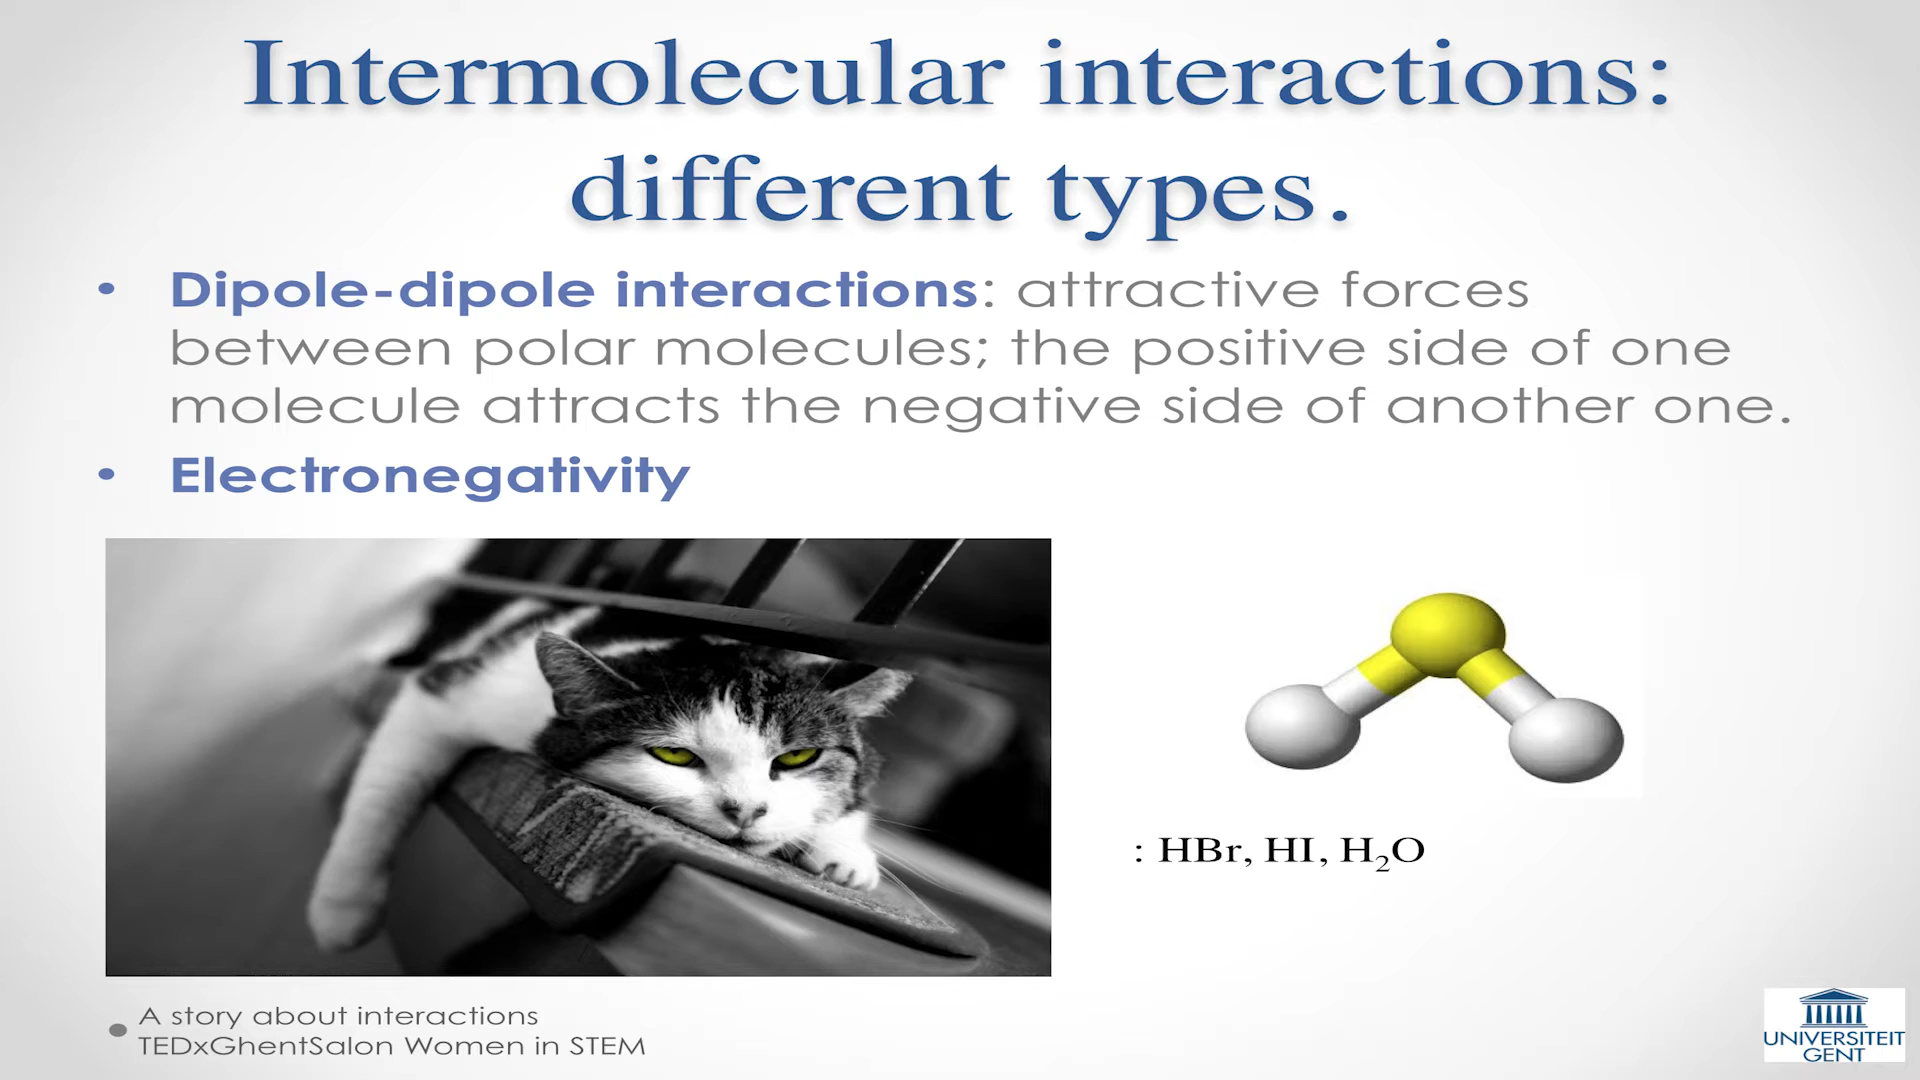 Intermolecular interactions:
different types.
• Dipole-dipole interactions: attractive forces
between polar molecules; the positive side of one
molecule attracts the negative side of another one.
• Electronegativity
: HBr, HI, H₂O
• A story about interactions
TEDxGhentSalon Women in STEM
UNIVERSITEIT
GENT